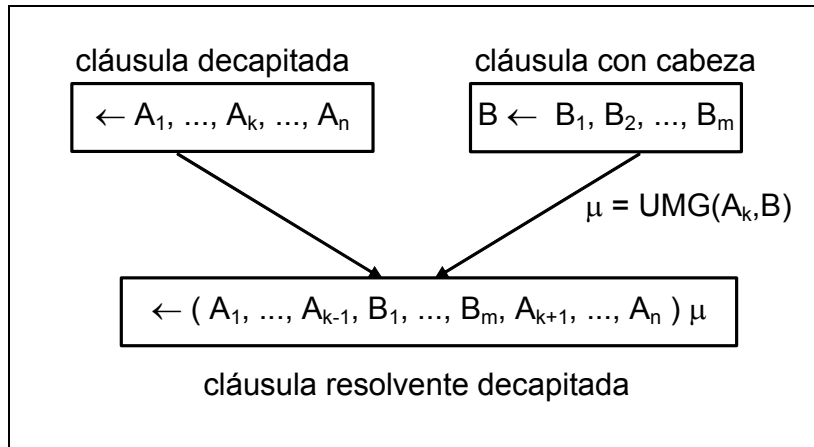 cláusula decapitada
cláusula con cabeza
← A₁, ..., Aₖ, ..., Aₙ
B ← B₁, B₂, ..., Bₘ
μ = UMG(Aₖ,B)
← ( A₁, ..., Aₖ₋₁, B₁, ..., Bₘ, Aₖ₊₁, ..., Aₙ ) μ
cláusula resolvente decapitada